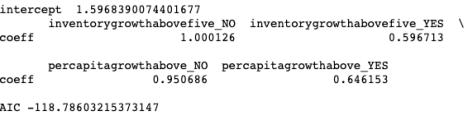 intercept 1.5968390074401677
inventorygrowthabovefive_NO inventorygrowthabovefive_YES \
coeff 1.000126 0.596713
percapitagrowthabove_NO percapitagrowthabove_YES
coeff 0.950686 0.646153
AIC -118.78603215373147